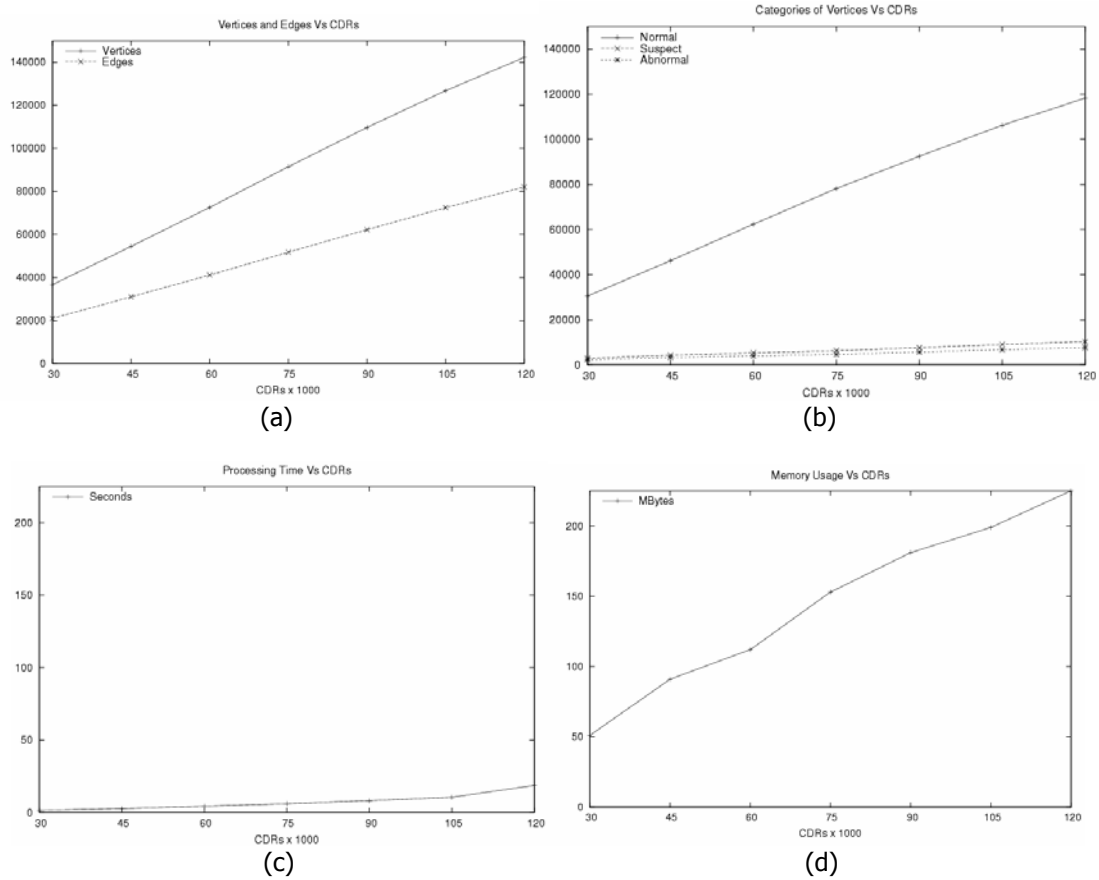 Vertices and Edges Vs CDRs
Vertices
Edges
140000
120000
100000
80000
60000
40000
20000
0
30 45 60 75 90 105 120
CDRs x 1000
(a)
Categories of Vertices Vs CDRs
Normal
Suspect
Abnormal
140000
120000
100000
80000
60000
40000
20000
0
30 45 60 75 90 105 120
CDRs x 1000
(b)
Processing Time Vs CDRs
Seconds
200
150
100
50
0
30 45 60 75 90 105 120
CDRs x 1000
(c)
Memory Usage Vs CDRs
MBytes
200
150
100
50
0
30 45 60 75 90 105 120
CDRs x 1000
(d)